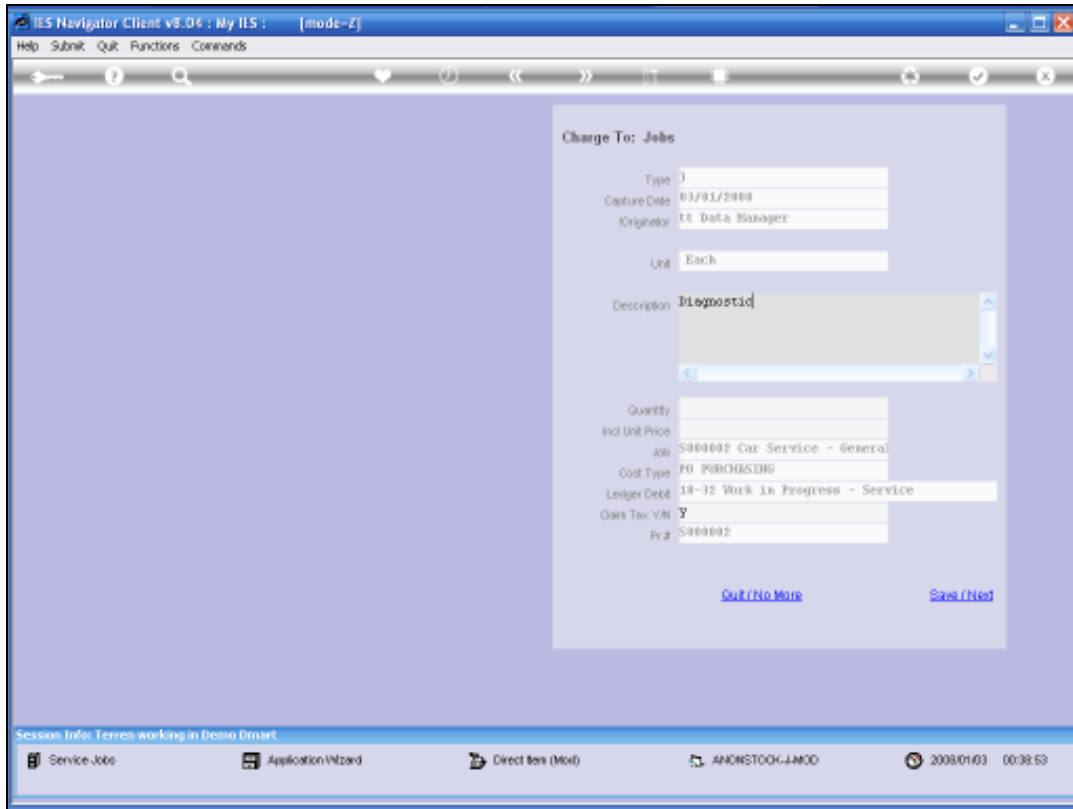 IES Navigator Client v8.04 : My IES : [mode=Z]
Help Submit Quit Functions Commands
Charge To: Jobs
Type J
Capture Date 03/01/2008
!Originator tt Data Manager
Unit Each
Description Diagnostic
Quantity
Incl Unit Price
Job S000002 Car Service - General
Cost Type PO PURCHASING
Ledger Debit 18-32 Work in Progress - Service
Claim Tax Y/N Y
Pr # S000002
Quit / No More Save / Next
Session Info: Terren working in Demo Dmart
Service Jobs Application Wizard Direct Item (Mod) ANONSTOCK-J-MOD 2008/01/03 00:38:53